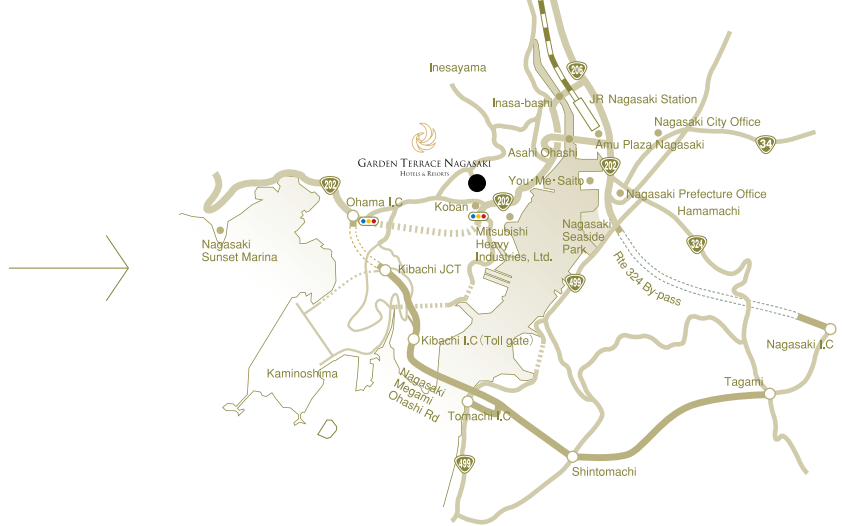 Inesayama
206
Inasa-bashi
JR Nagasaki Station
Nagasaki City Office
Amu Plaza Nagasaki
34
Asahi Ohashi
GARDEN TERRACE NAGASAKI
HOTELS & RESORTS
202
You・Me・Saito
202
Nagasaki Prefecture Office
Ohama I.C
Koban
202
Hamamachi
Nagasaki
Sunset Marina
Mitsubishi
Heavy
Industries, Ltd.
Nagasaki
Seaside
Park
324
Kibachi JCT
499
Rte 324 By-pass
Kibachi I.C（Toll gate）
Nagasaki I.C
Kaminoshima
Nagasaki
Megami
Ohashi Rd
Tagami
Tomachi I.C
499
Shintomachi